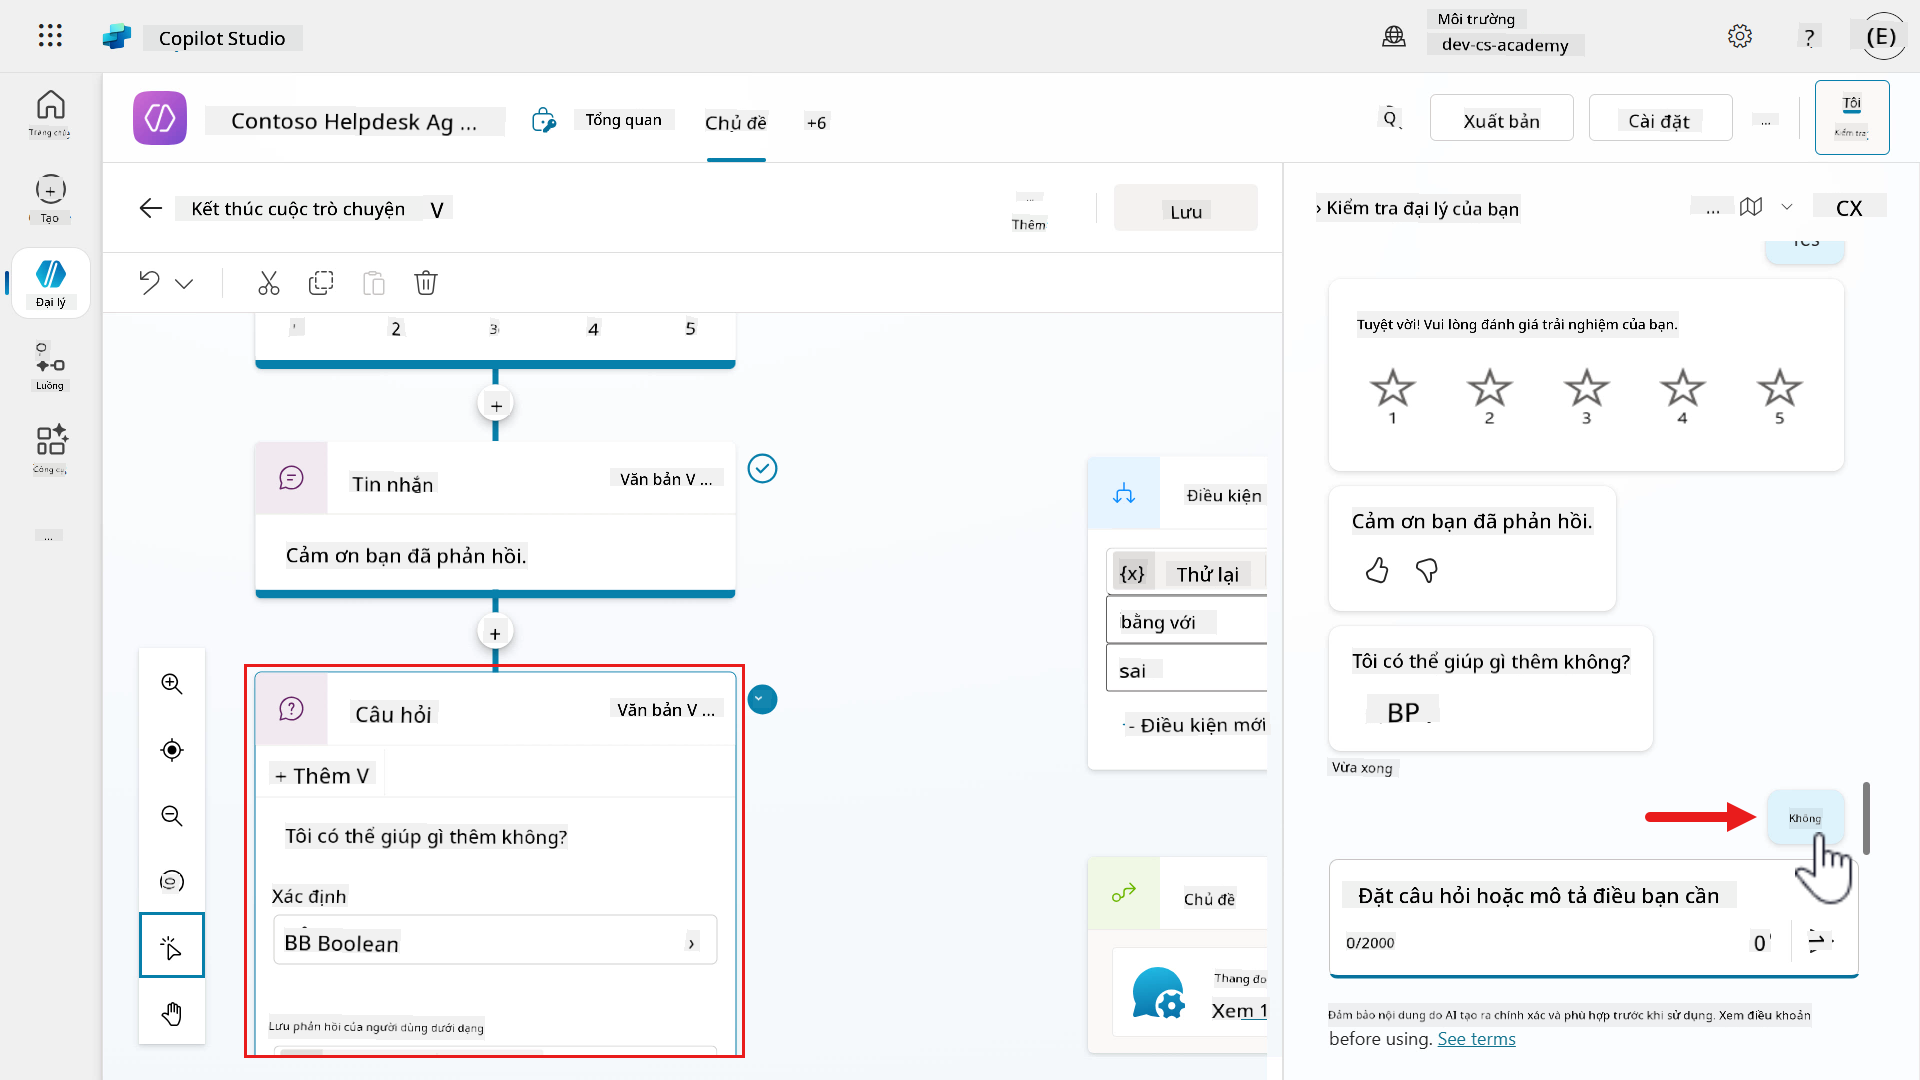 Copilot Studio
Môi trường
dev-cs-academy
?
(E)
Trang chủ
Tạo
Đại lý
Luồng
Công cụ
...
Contoso Helpdesk Ag ...
Tổng quan
Chủ đề
+6
Xuất bản
Cài đặt
...
Tôi
Kiểm tra
Kết thúc cuộc trò chuyện V
...
Thêm
Lưu
2
3
4
5
Tin nhắn
Văn bản V ...
Cảm ơn bạn đã phản hồi.
Câu hỏi
Văn bản V ...
+ Thêm V
Tôi có thể giúp gì thêm không?
Xác định
BB Boolean
Lưu phản hồi của người dùng dưới dạng
Điều kiện
{x} Thử lại
bằng với
sai
- Điều kiện mới
Chủ đề
Thang đo
Xem 1
› Kiểm tra đại lý của bạn
...
CX
Yes
Tuyệt vời! Vui lòng đánh giá trải nghiệm của bạn.
1
2
3
4
5
Cảm ơn bạn đã phản hồi.
Tôi có thể giúp gì thêm không?
BP
Vừa xong
Không
Đặt câu hỏi hoặc mô tả điều bạn cần
0/2000
Đảm bảo nội dung do AI tạo ra chính xác và phù hợp trước khi sử dụng. Xem điều khoản
before using. See terms